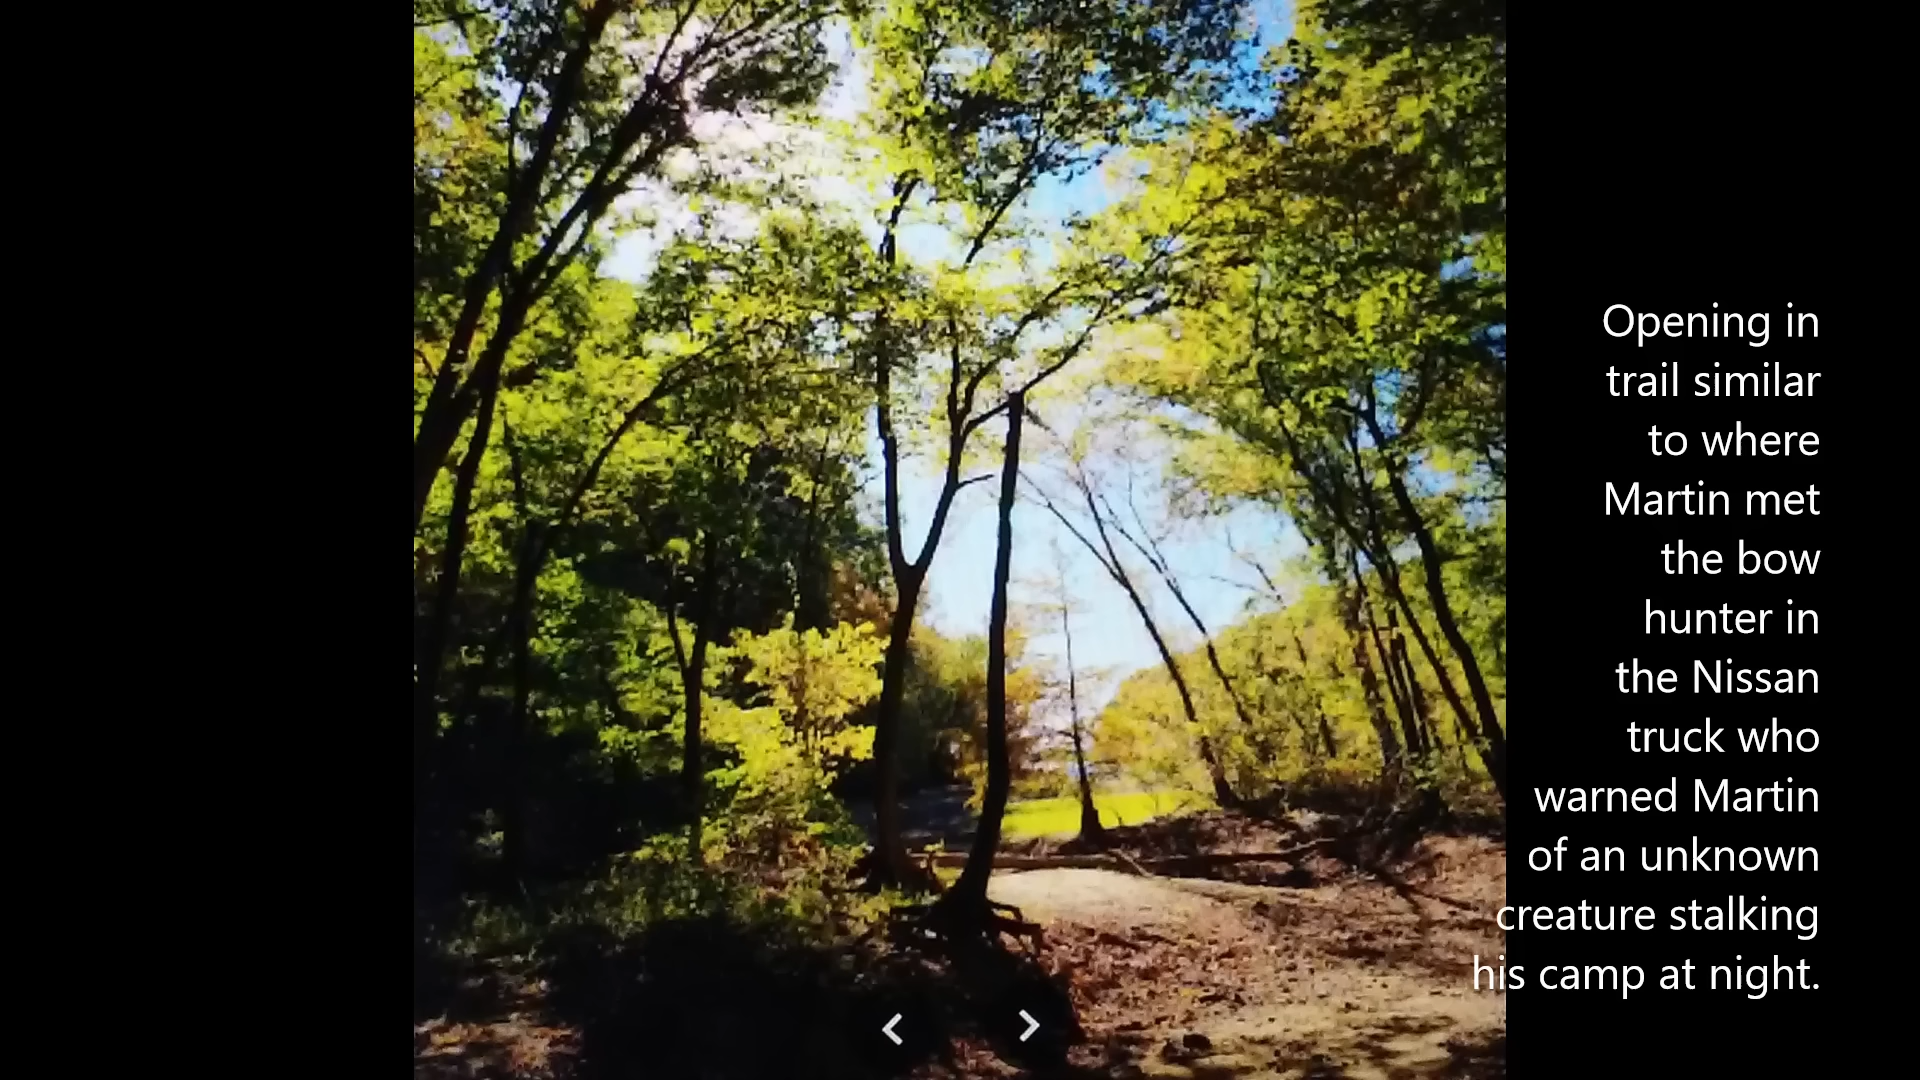 Opening in
trail similar
to where
Martin met
the bow
hunter in
the Nissan
truck who
warned Martin
of an unknown
creature stalking
his camp at night.